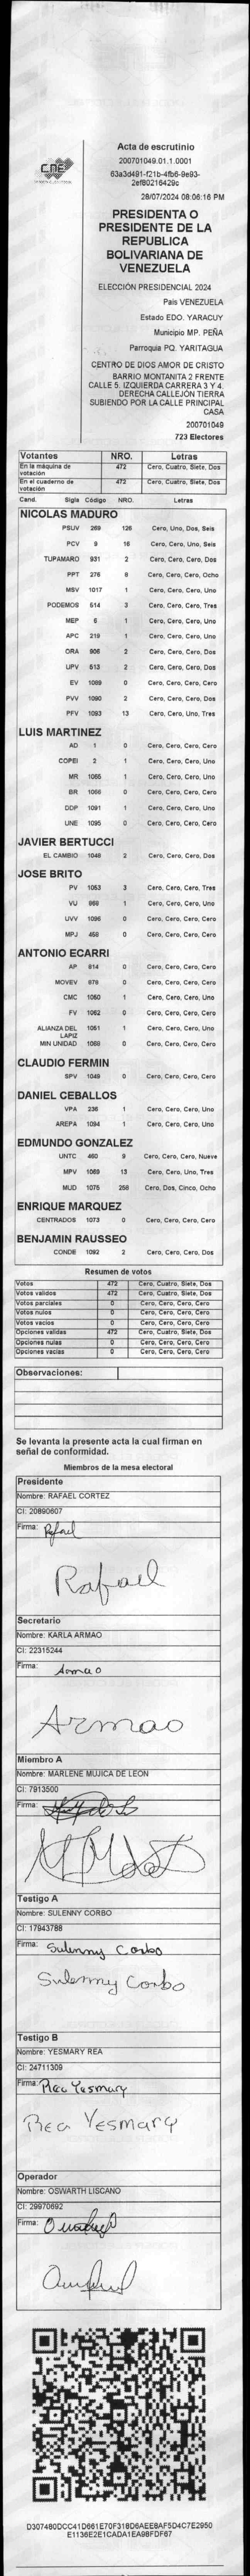 CNE
Acta de escrutinio
200701049.01.1.0001
63a3d491-f21b-4fb6-9e93-
2ef80216429c
28/07/2024 08:06:16 PM
PRESIDENTA O
PRESIDENTE DE LA
REPUBLICA
BOLIVARIANA DE
VENEZUELA
ELECCIÓN PRESIDENCIAL 2024
Pais VENEZUELA
Estado EDO. YARACUY
Municipio MP. PEÑA
Parroquia PQ. YARITAGUA
CENTRO DE DIOS AMOR DE CRISTO
BARRIO MONTANITA 2 FRENTE
CALLE 5. IZQUIERDA CARRERA 3 Y 4.
DERECHA CALLEJÓN TIERRA
SUBIENDO POR LA CALLE PRINCIPAL
CASA
200701049
723 Electores
Votantes NRO. Letras
En la máquina de votación 472 Cero, Cuatro, Siete, Dos
En el cuaderno de votación 472 Cero, Cuatro, Siete, Dos
Cand. Sigla Código NRO. Letras
NICOLAS MADURO
PSUV 269 126 Cero, Uno, Dos, Seis
PCV 9 16 Cero, Cero, Uno, Seis
TUPAMARO 931 2 Cero, Cero, Cero, Dos
PPT 276 8 Cero, Cero, Cero, Ocho
MSV 1017 1 Cero, Cero, Cero, Uno
PODEMOS 614 3 Cero, Cero, Cero, Tres
MEP 6 1 Cero, Cero, Cero, Uno
APC 219 1 Cero, Cero, Cero, Uno
ORA 806 2 Cero, Cero, Cero, Dos
UPV 613 2 Cero, Cero, Cero, Dos
EV 1089 0 Cero, Cero, Cero, Cero
PVV 1090 2 Cero, Cero, Cero, Dos
PFV 1093 13 Cero, Cero, Uno, Tres
LUIS MARTINEZ
AD 1 0 Cero, Cero, Cero, Cero
COPEI 2 1 Cero, Cero, Cero, Uno
MR 1065 1 Cero, Cero, Cero, Uno
BR 1066 0 Cero, Cero, Cero, Cero
DDP 1091 1 Cero, Cero, Cero, Uno
UNE 1095 0 Cero, Cero, Cero, Cero
JAVIER BERTUCCI
EL CAMBIO 1048 2 Cero, Cero, Cero, Dos
JOSE BRITO
PV 1053 3 Cero, Cero, Cero, Tres
VU 968 1 Cero, Cero, Cero, Uno
UVV 1096 0 Cero, Cero, Cero, Cero
MPJ 458 0 Cero, Cero, Cero, Cero
ANTONIO ECARRI
AP 814 0 Cero, Cero, Cero, Cero
MOVEV 878 0 Cero, Cero, Cero, Cero
CMC 1060 1 Cero, Cero, Cero, Uno
FV 1062 0 Cero, Cero, Cero, Cero
ALIANZA DEL LAPIZ 1061 1 Cero, Cero, Cero, Uno
MIN UNIDAD 1069 0 Cero, Cero, Cero, Cero
CLAUDIO FERMIN
SPV 1049 0 Cero, Cero, Cero, Cero
DANIEL CEBALLOS
VPA 236 1 Cero, Cero, Cero, Uno
AREPA 1094 1 Cero, Cero, Cero, Uno
EDMUNDO GONZALEZ
UNTC 460 9 Cero, Cero, Cero, Nueve
MPV 1069 13 Cero, Cero, Uno, Tres
MUD 1076 258 Cero, Dos, Cinco, Ocho
ENRIQUE MARQUEZ
CENTRADOS 1073 0 Cero, Cero, Cero, Cero
BENJAMIN RAUSSEO
CONDE 1092 2 Cero, Cero, Cero, Dos
Resumen de votos
Votos 472 Cero, Cuatro, Siete, Dos
Votos validos 472 Cero, Cuatro, Siete, Dos
Votos parciales 0 Cero, Cero, Cero, Cero
Votos nulos 0 Cero, Cero, Cero, Cero
Votos vacios 0 Cero, Cero, Cero, Cero
Opciones validas 472 Cero, Cuatro, Siete, Dos
Opciones nulas 0 Cero, Cero, Cero, Cero
Opciones vacias 0 Cero, Cero, Cero, Cero
Observaciones:
Se levanta la presente acta la cual firman en
señal de conformidad.
Miembros de la mesa electoral
Presidente
Nombre: RAFAEL CORTEZ
CI: 20890607
Firma: Rafael
Rafael
Secretario
Nombre: KARLA ARMAO
CI: 22315244
Firma: Armao
Armao
Miembro A
Nombre: MARLENE MUJICA DE LEON
CI: 7913500
Firma:
Testigo A
Nombre: SULENNY CORBO
CI: 17943788
Firma: Sulenny Corbo
Sulenny Corbo
Testigo B
Nombre: YESMARY REA
CI: 24711309
Firma: Rea Yesmary
Rea Yesmary
Operador
Nombre: OSWARTH LISCANO
CI: 29970692
Firma:
D307480DCC41D661E70F318D6AEE8AF5D4C7E2950
E1136E2E1CADA1EA98FDF67